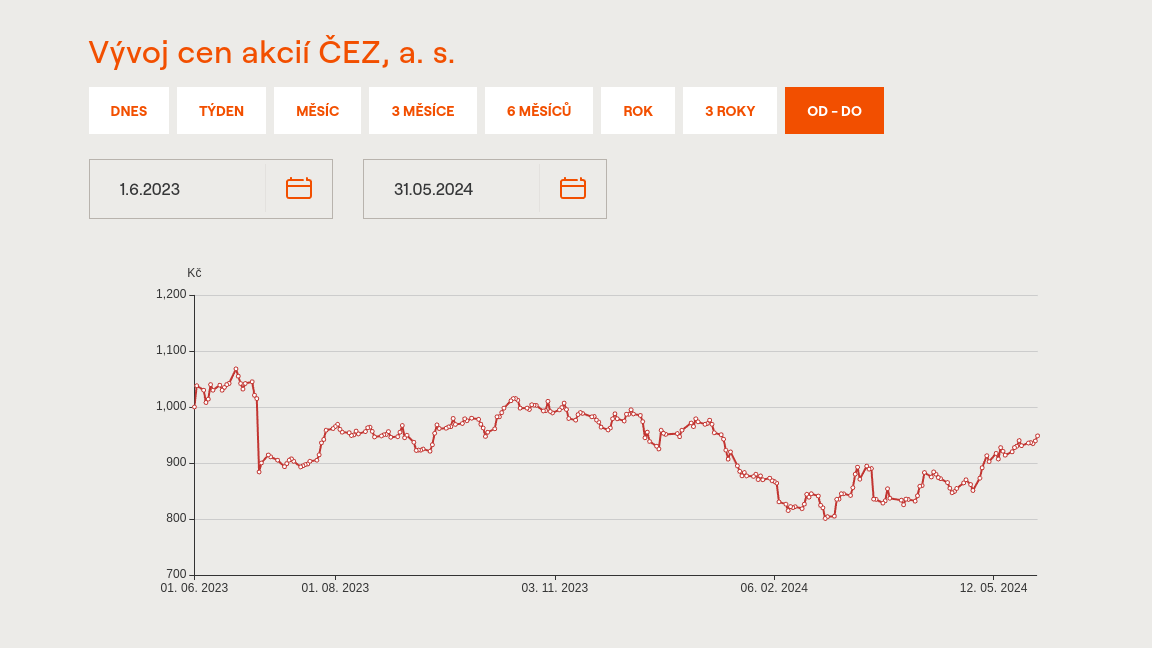 Vývoj cen akcií ČEZ, a. s.
DNES TÝDEN MĚSÍC 3 MĚSÍCE 6 MĚSÍCŮ ROK 3 ROKY OD – DO
1.6.2023 31.05.2024
Kč
1,200
1,100
1,000
900
800
700
01. 06. 2023 01. 08. 2023 03. 11. 2023 06. 02. 2024 12. 05. 2024